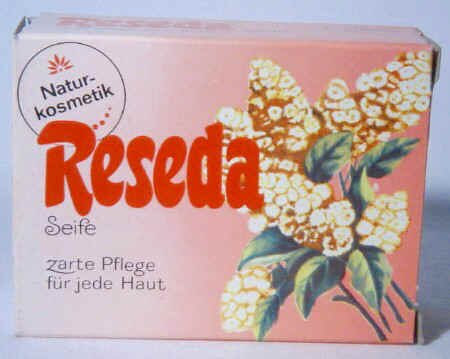 Natur-
kosmetik
Reseda
Seife
zarte Pflege
für jede Haut